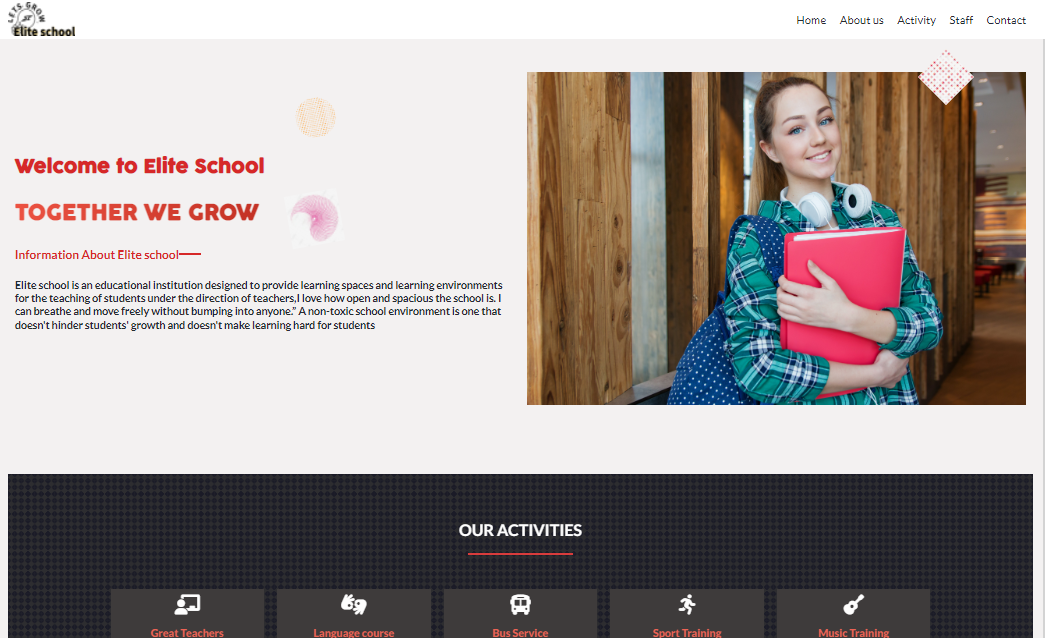 LETS GROW
Elite school
Home About us Activity Staff Contact
Welcome to Elite School
TOGETHER WE GROW
Information About Elite school
Elite school is an educational institution designed to provide learning spaces and learning environments
for the teaching of students under the direction of teachers,I love how open and spacious the school is. I
can breathe and move freely without bumping into anyone.” A non-toxic school environment is one that
doesn't hinder students' growth and doesn't make learning hard for students
OUR ACTIVITIES
Great Teachers Language course Bus Service Sport Training Music Training